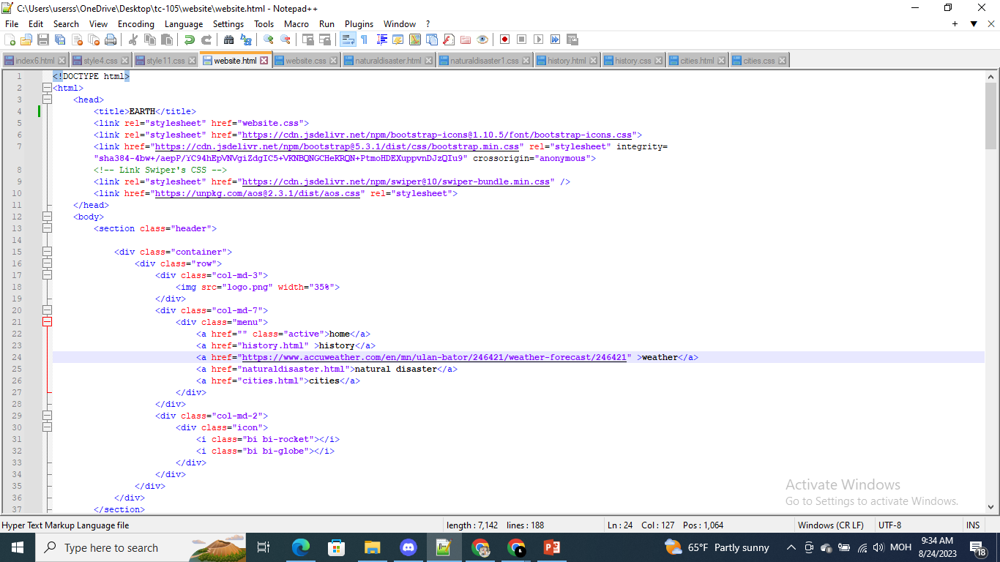 C:\Users\userss\OneDrive\Desktop\tc-105\website\website.html - Notepad++
File Edit Search View Encoding Language Settings Tools Macro Run Plugins Window ?
index6.html style4.css style11.css website.html website.css naturaldisaster.html naturaldisaster1.css history.html history.css cities.html cities.css
1 <!DOCTYPE html>
2 <html>
3 <head>
4 <title>EARTH</title>
5 <link rel="stylesheet" href="website.css">
6 <link rel="stylesheet" href="https://cdn.jsdelivr.net/npm/bootstrap-icons@1.10.5/font/bootstrap-icons.css">
7 <link href="https://cdn.jsdelivr.net/npm/bootstrap@5.3.1/dist/css/bootstrap.min.css" rel="stylesheet" integrity=
"sha384-4bw+/aepP/YC94hEpVNVgiZdgIC5+VKNBQNGCHeKRQN+PtmoHDEXuppvnDJzQIu9" crossorigin="anonymous">
8 <!-- Link Swiper's CSS -->
9 <link rel="stylesheet" href="https://cdn.jsdelivr.net/npm/swiper@10/swiper-bundle.min.css" />
10 <link href="https://unpkg.com/aos@2.3.1/dist/aos.css" rel="stylesheet">
11 </head>
12 <body>
13 <section class="header">
14
15 <div class="container">
16 <div class="row">
17 <div class="col-md-3">
18 <img src="logo.png" width="35%">
19 </div>
20 <div class="col-md-7">
21 <div class="menu">
22 <a href="" class="active">home</a>
23 <a href="history.html" >history</a>
24 <a href="https://www.accuweather.com/en/mn/ulan-bator/246421/weather-forecast/246421" >weather</a>
25 <a href="naturaldisaster.html">natural disaster</a>
26 <a href="cities.html">cities</a>
27 </div>
28 </div>
29 <div class="col-md-2">
30 <div class="icon">
31 <i class="bi bi-rocket"></i>
32 <i class="bi bi-globe"></i>
33 </div>
34 </div>
35 </div>
36 </div>
37 </section>
Activate Windows
Go to Settings to activate Windows.
Hyper Text Markup Language file length : 7,142 lines : 188 Ln : 24 Col : 127 Pos : 1,064 Windows (CR LF) UTF-8 INS
Type here to search 65°F Partly sunny МОН 9:34 AM
8/24/2023 18